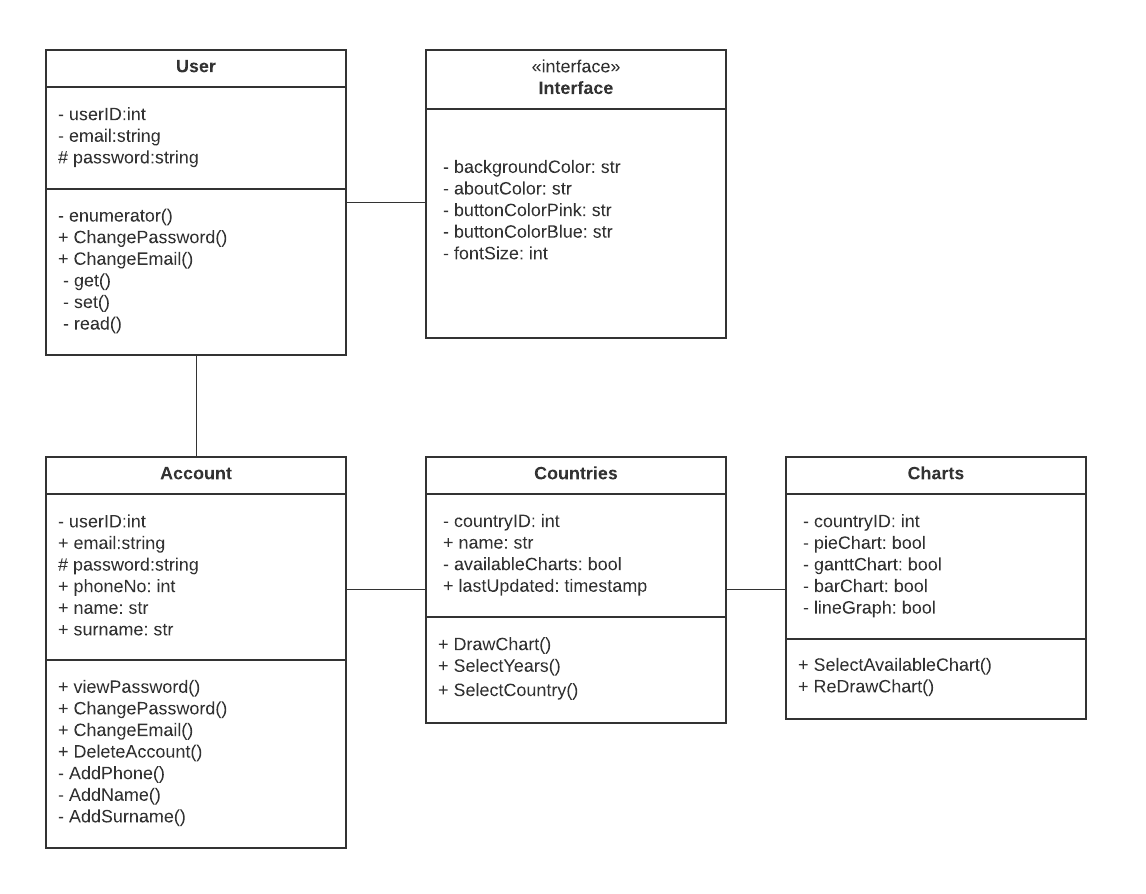 User
- userID:int
- email:string
# password:string
- enumerator()
+ ChangePassword()
+ ChangeEmail()
- get()
- set()
- read()
«interface»
Interface
- backgroundColor: str
- aboutColor: str
- buttonColorPink: str
- buttonColorBlue: str
- fontSize: int
Account
- userID:int
+ email:string
# password:string
+ phoneNo: int
+ name: str
+ surname: str
+ viewPassword()
+ ChangePassword()
+ ChangeEmail()
+ DeleteAccount()
- AddPhone()
- AddName()
- AddSurname()
Countries
- countryID: int
+ name: str
- availableCharts: bool
+ lastUpdated: timestamp
+ DrawChart()
+ SelectYears()
+ SelectCountry()
Charts
- countryID: int
- pieChart: bool
- ganttChart: bool
- barChart: bool
- lineGraph: bool
+ SelectAvailableChart()
+ ReDrawChart()